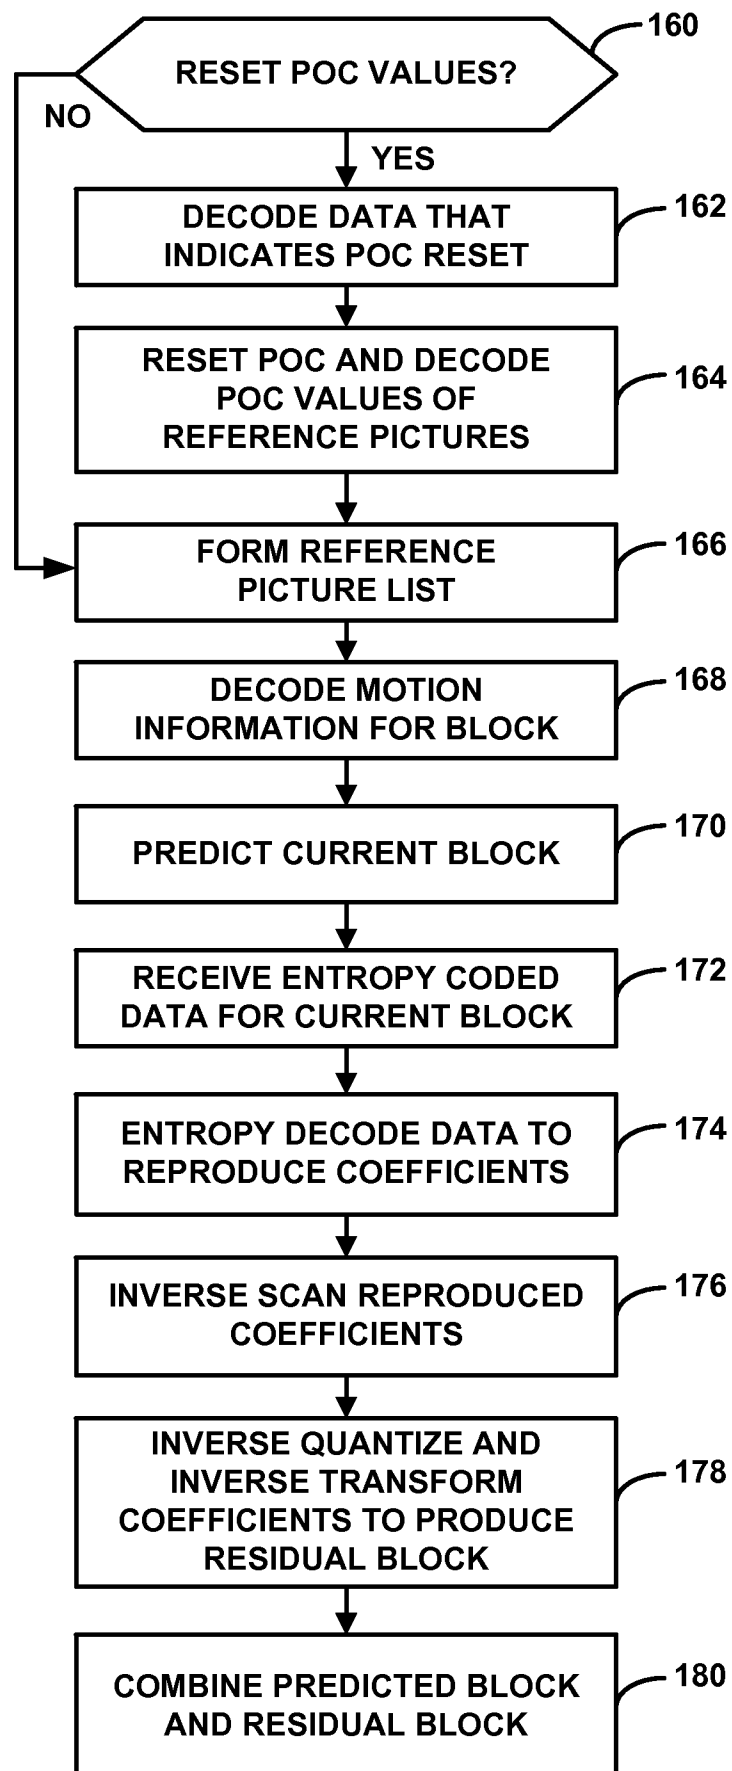 160
RESET POC VALUES?
NO
YES
162
DECODE DATA THAT
INDICATES POC RESET
164
RESET POC AND DECODE
POC VALUES OF
REFERENCE PICTURES
166
FORM REFERENCE
PICTURE LIST
168
DECODE MOTION
INFORMATION FOR BLOCK
170
PREDICT CURRENT BLOCK
172
RECEIVE ENTROPY CODED
DATA FOR CURRENT BLOCK
174
ENTROPY DECODE DATA TO
REPRODUCE COEFFICIENTS
176
INVERSE SCAN REPRODUCED
COEFFICIENTS
178
INVERSE QUANTIZE AND
INVERSE TRANSFORM
COEFFICIENTS TO PRODUCE
RESIDUAL BLOCK
180
COMBINE PREDICTED BLOCK
AND RESIDUAL BLOCK